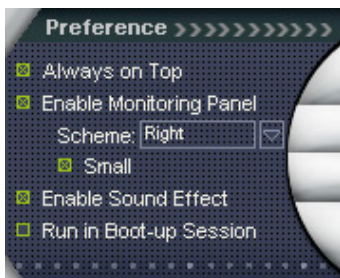 Preference >>>>>>>>>>>
Always on Top
Enable Monitoring Panel
Scheme: Right
Small
Enable Sound Effect
Run in Boot-up Session